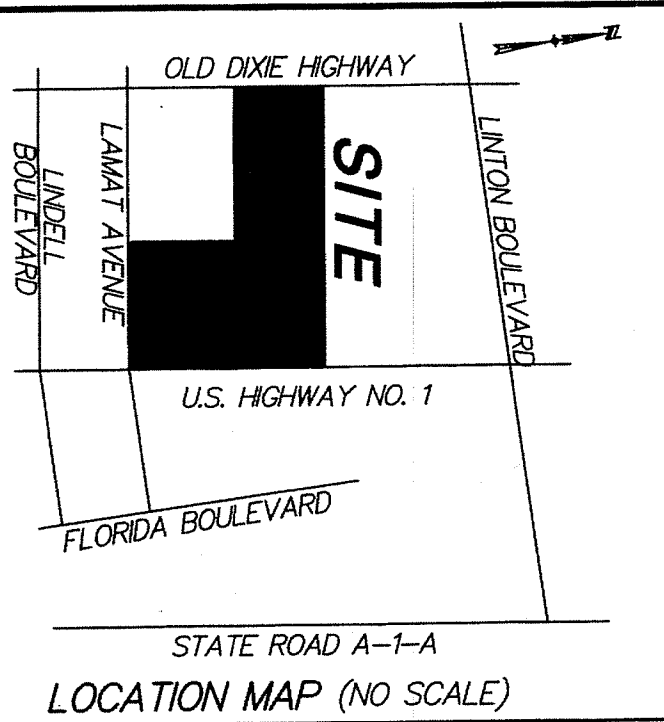 OLD DIXIE HIGHWAY
N
LINDELL
BOULEVARD
LAMAT AVENUE
SITE
LINTON BOULEVARD
U.S. HIGHWAY NO. 1
FLORIDA BOULEVARD
STATE ROAD A-1-A
LOCATION MAP (NO SCALE)